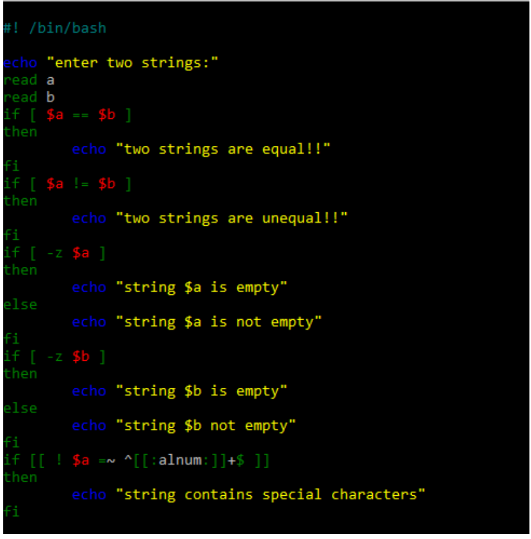 #! /bin/bash
echo "enter two strings:"
read a
read b
if [ $a == $b ]
then
echo "two strings are equal!!"
fi
if [ $a != $b ]
then
echo "two strings are unequal!!"
fi
if [ -z $a ]
then
echo "string $a is empty"
else
echo "string $a is not empty"
fi
if [ -z $b ]
then
echo "string $b is empty"
else
echo "string $b not empty"
fi
if [[ ! $a =~ ^[[:alnum:]]+$ ]]
then
echo "string contains special characters"
fi